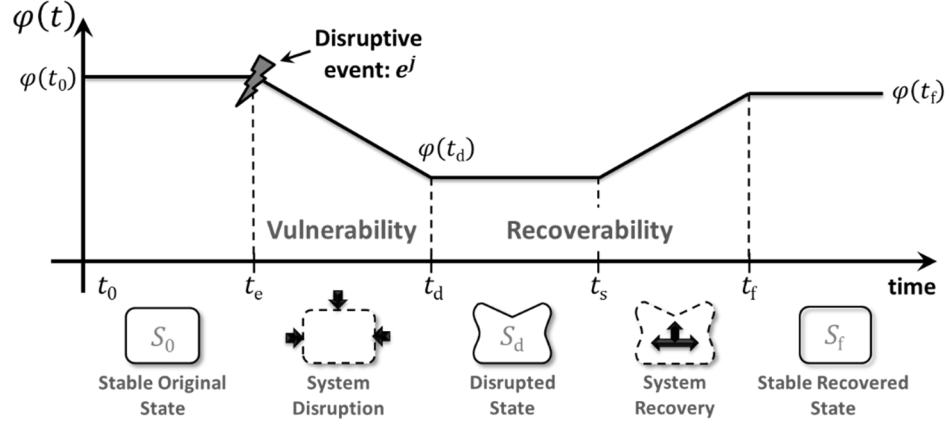 φ(t)
Disruptive
event: e^j
φ(t₀)
φ(t_f)
φ(t_d)
Vulnerability
Recoverability
t₀
t_e
t_d
t_s
t_f
time
S₀
S_d
S_f
Stable Original
State
System
Disruption
Disrupted
State
System
Recovery
Stable Recovered
State